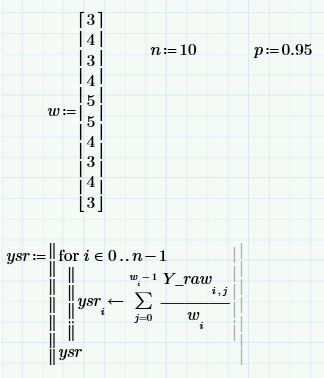 w:=[3 4 3 4 5 5 4 3 4 3]
n:=10
p:=0.95
ysr:= for i ∈ 0..n−1
ysr_i ← ∑_{j=0}^{w_i −1} Y_raw_{i,j} / w_i
ysr